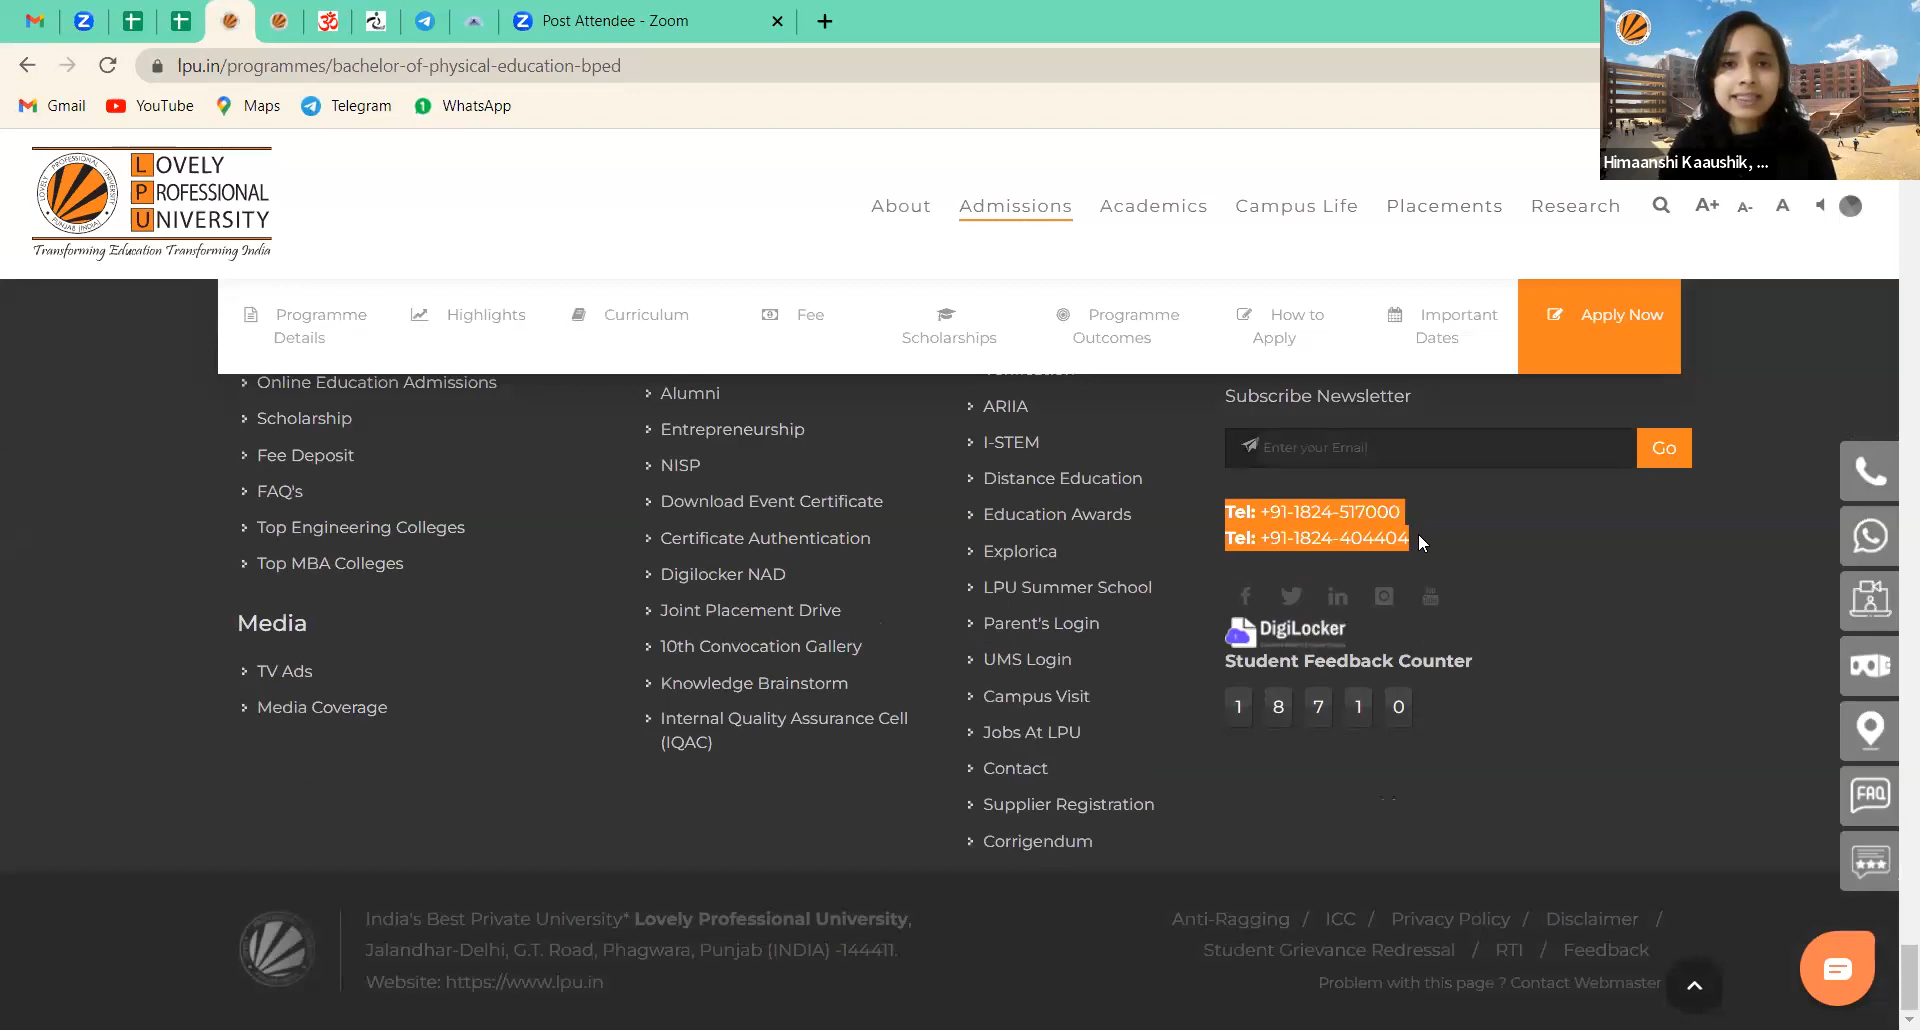 Post Attendee - Zoom
lpu.in/programmes/bachelor-of-physical-education-bped
Gmail
YouTube
Maps
Telegram
WhatsApp
Himaanshi Kaaushik, ...
LOVELY
PROFESSIONAL
UNIVERSITY
Transforming Education Transforming India
About
Admissions
Academics
Campus Life
Placements
Research
A+
A-
A
Programme
Details
Highlights
Curriculum
Fee
Scholarships
Programme
Outcomes
How to
Apply
Important
Dates
Apply Now
Online Education Admissions
Scholarship
Fee Deposit
FAQ's
Top Engineering Colleges
Top MBA Colleges
Media
TV Ads
Media Coverage
Alumni
Entrepreneurship
NISP
Download Event Certificate
Certificate Authentication
Digilocker NAD
Joint Placement Drive
10th Convocation Gallery
Knowledge Brainstorm
Internal Quality Assurance Cell
(IQAC)
ARIIA
I-STEM
Distance Education
Education Awards
Explorica
LPU Summer School
Parent's Login
UMS Login
Campus Visit
Jobs At LPU
Contact
Supplier Registration
Corrigendum
Subscribe Newsletter
Enter your Email
Go
Tel: +91-1824-517000
Tel: +91-1824-404404
DigiLocker
Student Feedback Counter
1 8 7 1 0
FAQ
India's Best Private University* Lovely Professional University,
Jalandhar-Delhi, G.T. Road, Phagwara, Punjab (INDIA) -144411.
Website: https://www.lpu.in
Anti-Ragging / ICC / Privacy Policy / Disclaimer /
Student Grievance Redressal / RTI / Feedback
Problem with this page ? Contact Webmaster